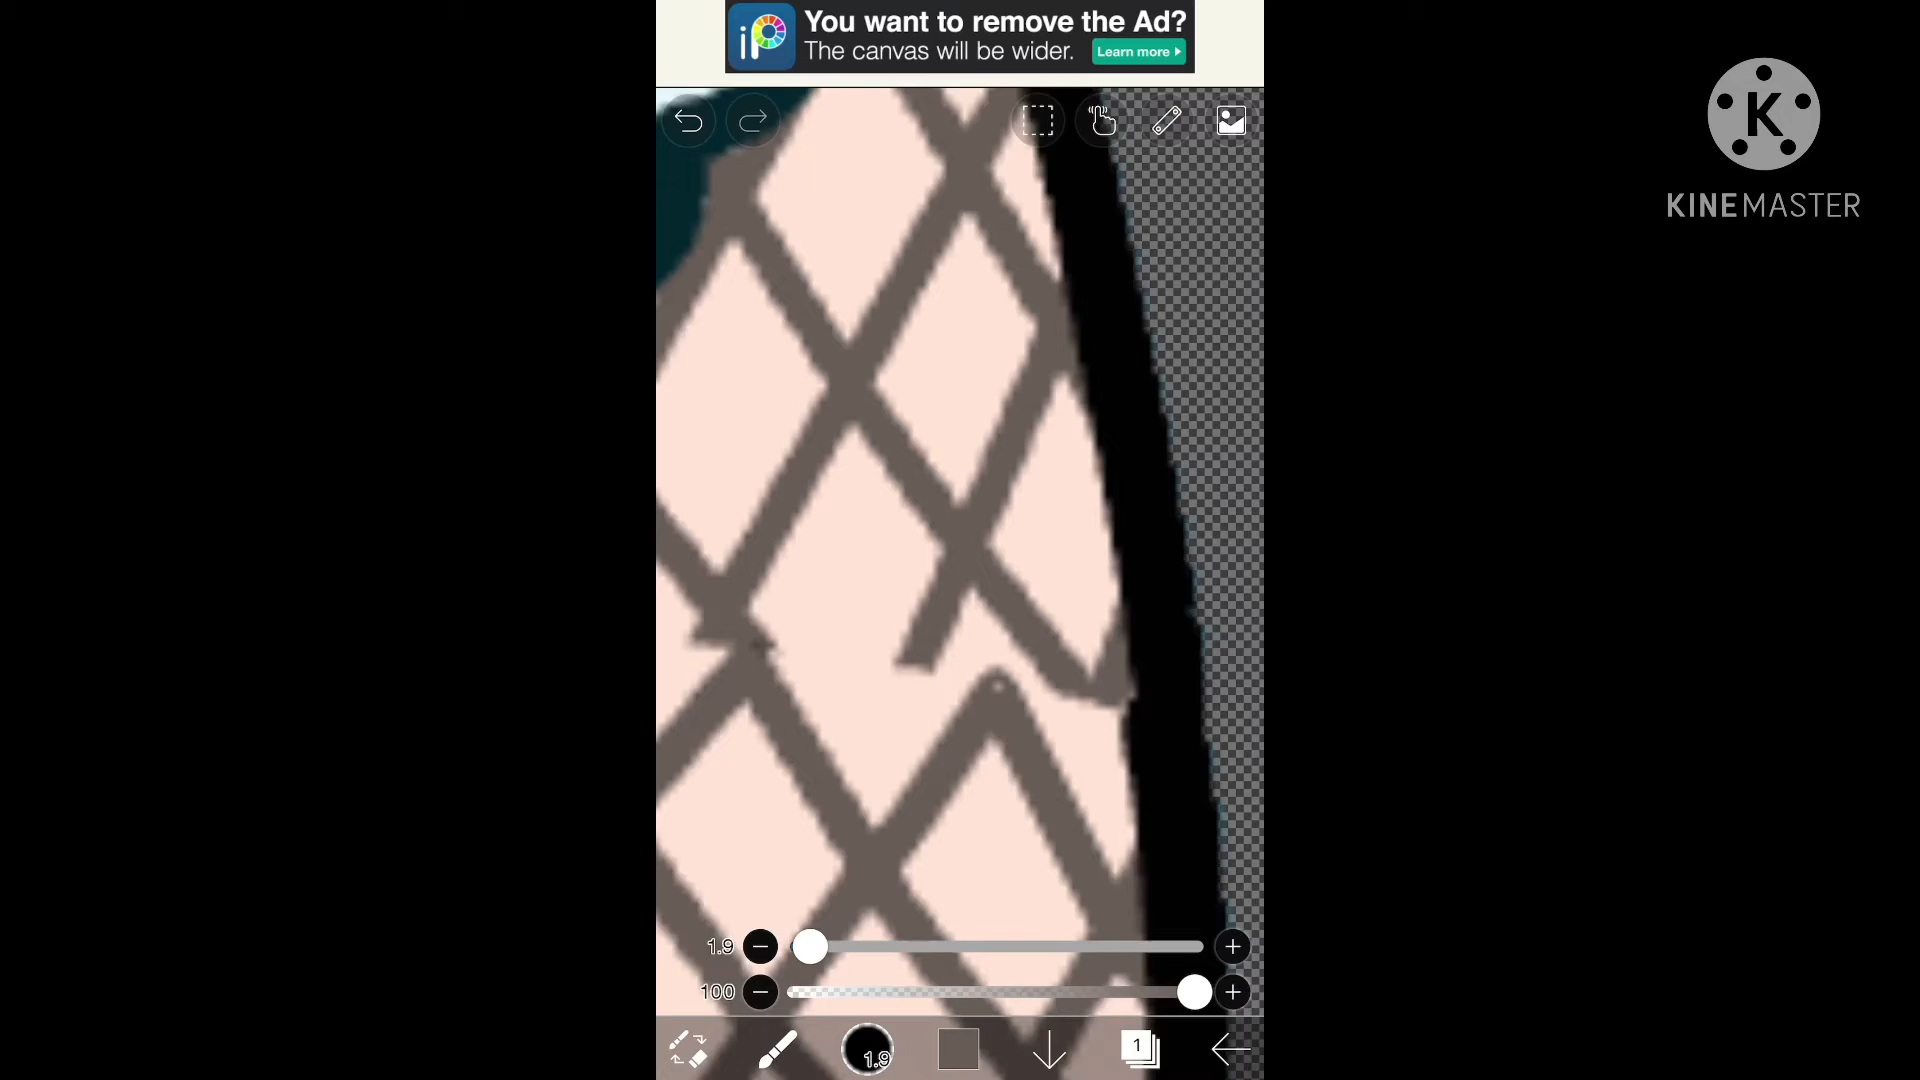 You want to remove the Ad?
The canvas will be wider.
Learn more
iP
K
KINEMASTER
1.9
100
1.9
1